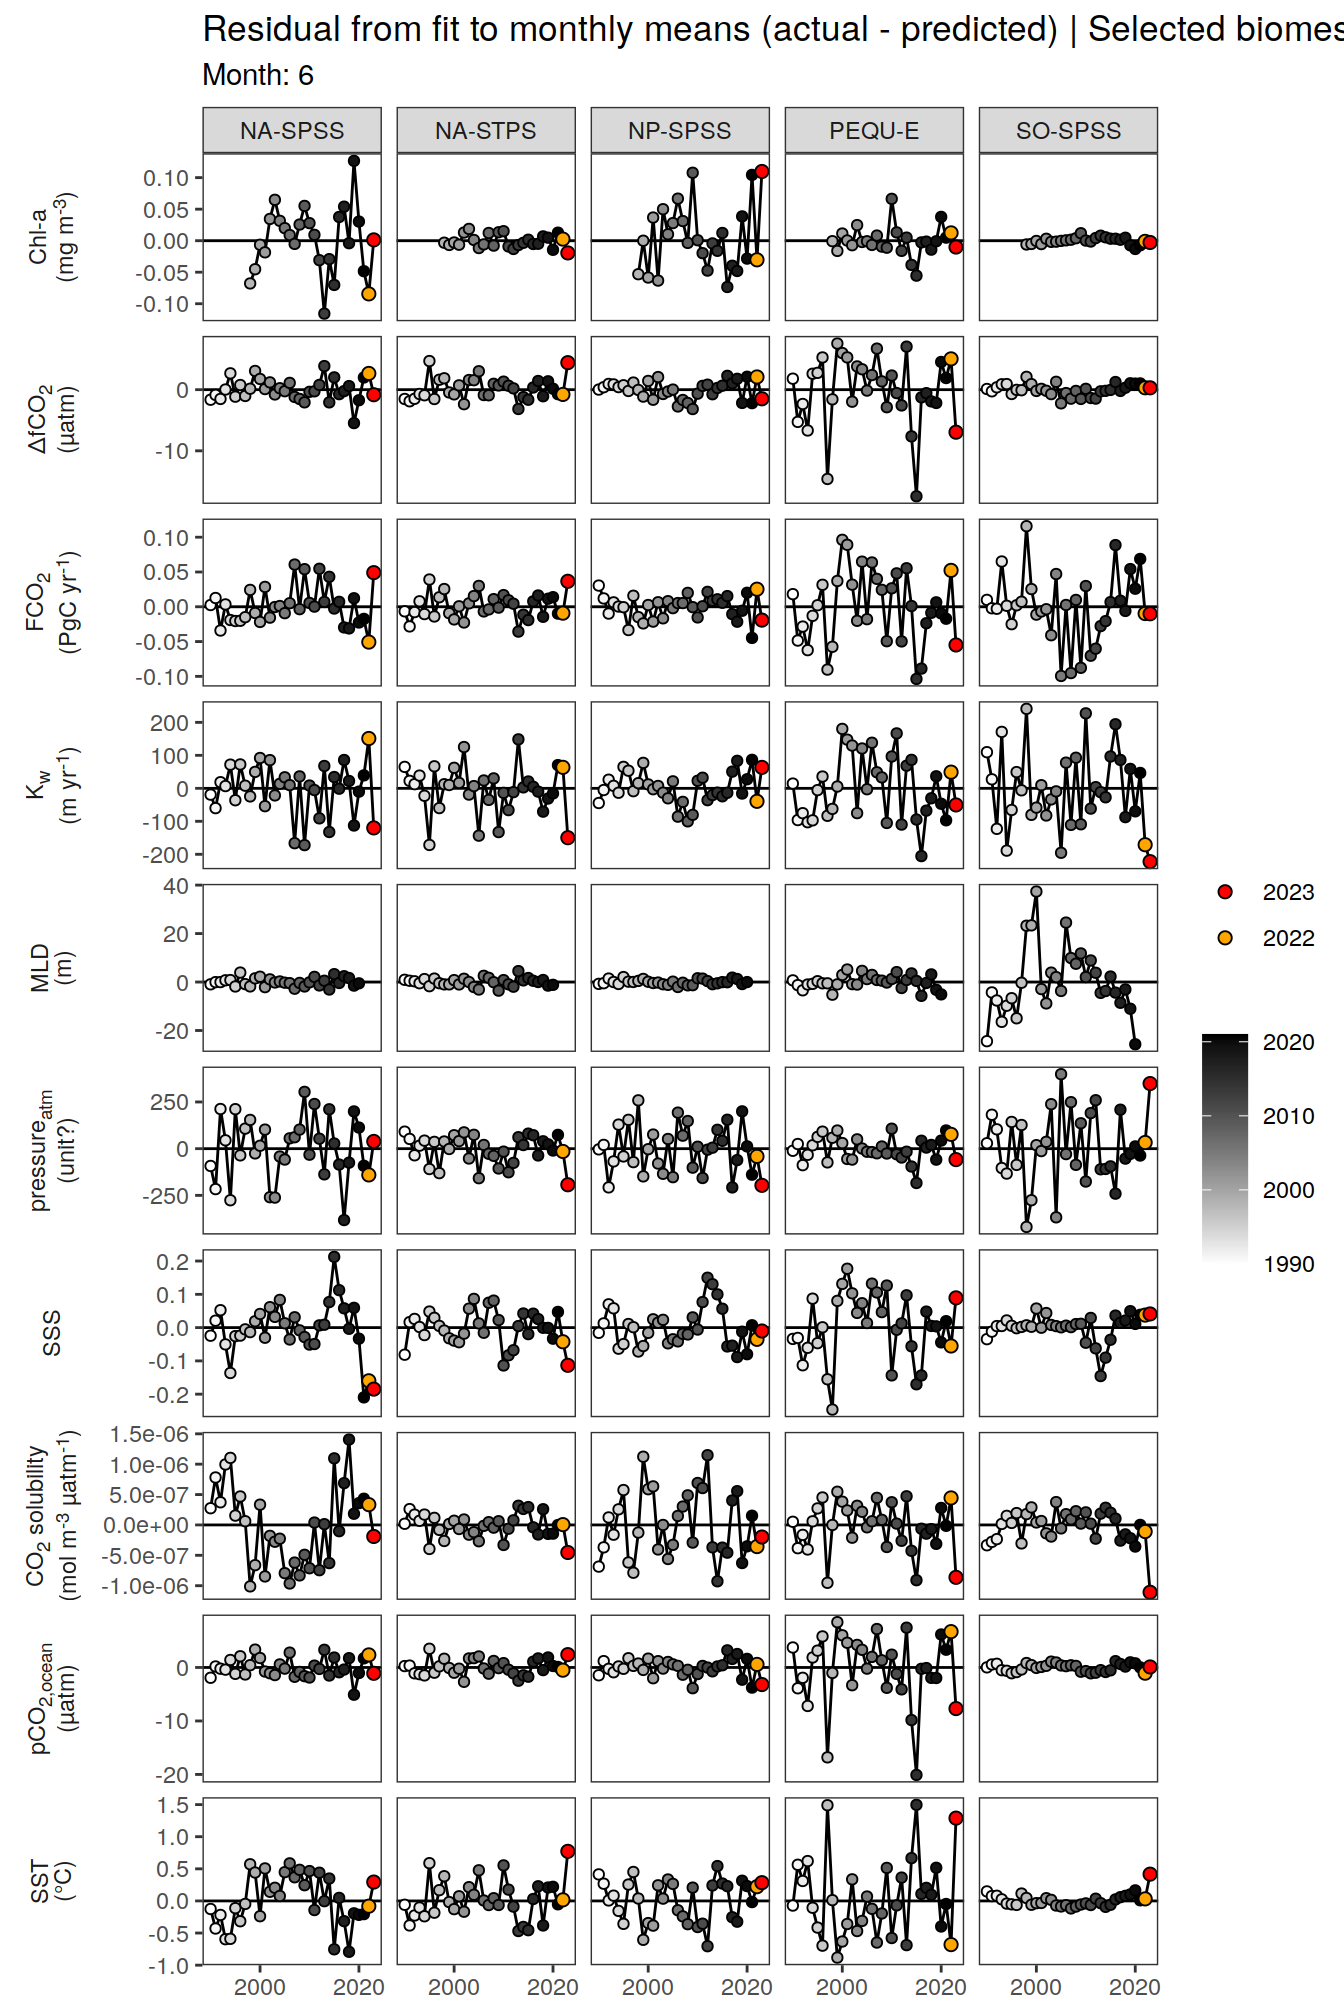 Residual from fit to monthly means (actual - predicted) | Selected biomes
Month: 6
NA-SPSS NA-STPS NP-SPSS PEQU-E SO-SPSS
Chl-a
(mg m⁻³)
0.10
0.05
0.00
-0.05
-0.10
ΔfCO₂
(µatm)
0
-10
FCO₂
(PgC yr⁻¹)
0.10
0.05
0.00
-0.05
-0.10
Kw
(m yr⁻¹)
200
100
0
-100
-200
MLD
(m)
40
20
0
-20
pressureatm
(unit?)
250
0
-250
SSS
0.2
0.1
0.0
-0.1
-0.2
CO₂ solubility
(mol m⁻³ µatm⁻¹)
1.5e-06
1.0e-06
5.0e-07
0.0e+00
-5.0e-07
-1.0e-06
pCO₂,ocean
(µatm)
0
-10
-20
SST
(°C)
1.5
1.0
0.5
0.0
-0.5
-1.0
2000 2020 2000 2020 2000 2020 2000 2020 2000 2020
2023
2022
2020
2010
2000
1990